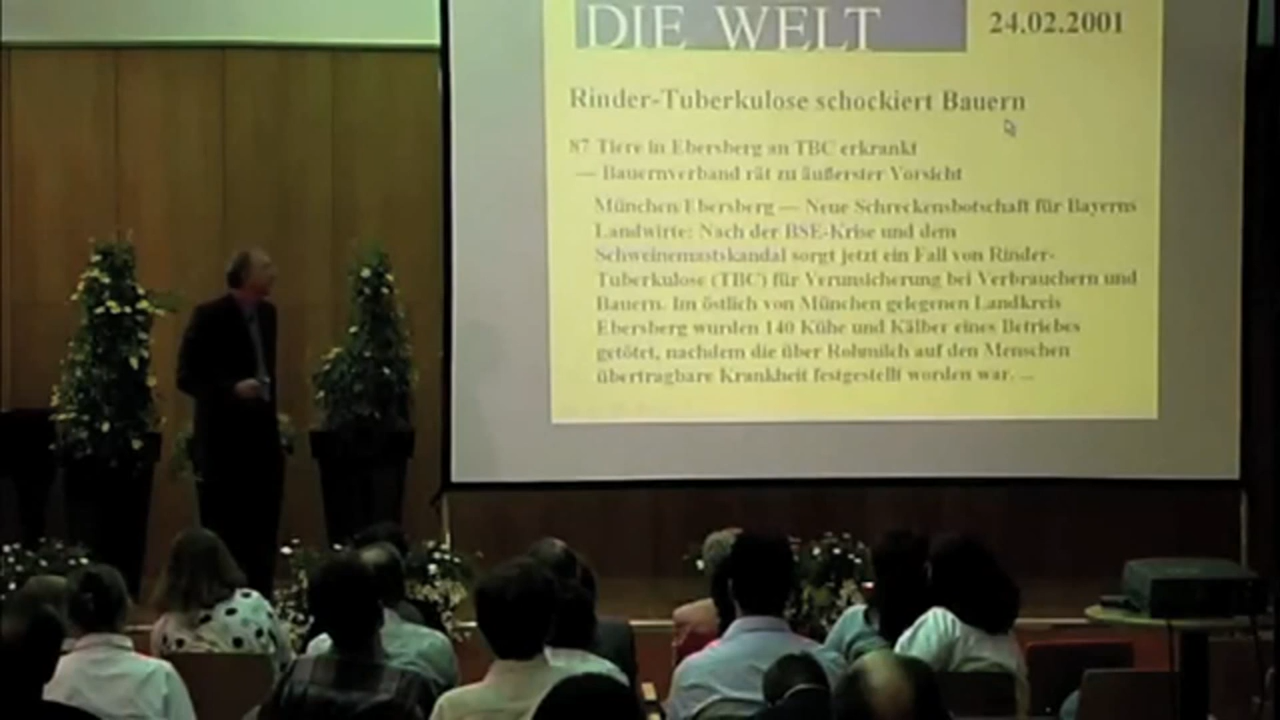 DIE WELT 24.02.2001
Rinder-Tuberkulose schockiert Bauern
87 Tiere in Ebersberg an TBC erkrankt
— Bauernverband rät zu äußerster Vorsicht
München/Ebersberg — Neue Schreckensbotschaft für Bayerns
Landwirte: Nach der BSE-Krise und dem
Schweinemastskandal sorgt jetzt ein Fall von Rinder-
Tuberkulose (TBC) für Verunsicherung bei Verbrauchern und
Bauern. Im östlich von München gelegenen Landkreis
Ebersberg wurden 140 Kühe und Kälber eines Betriebes
getötet, nachdem die über Rohmilch auf den Menschen
übertragbare Krankheit festgestellt worden war. ...